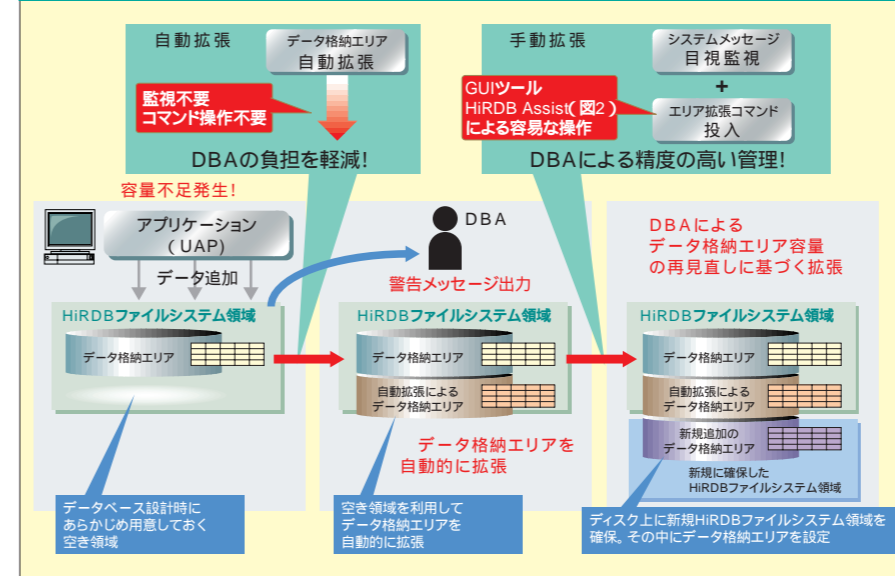 自動拡張
データ格納エリア
自動拡張
監視不要
コマンド操作不要
DBAの負担を軽減!
手動拡張
システムメッセージ
目視監視
+
エリア拡張コマンド
投入
GUIツール
HiRDB Assist(図2)
による容易な操作
DBAによる精度の高い管理!
容量不足発生!
アプリケーション
(UAP)
データ追加
HiRDBファイルシステム領域
データ格納エリア
データベース設計時に
あらかじめ用意しておく
空き領域
DBA
警告メッセージ出力
HiRDBファイルシステム領域
データ格納エリア
自動拡張による
データ格納エリア
データ格納エリアを
自動的に拡張
空き領域を利用して
データ格納エリアを
自動的に拡張
DBAによる
データ格納エリア容量
の再見直しに基づく拡張
HiRDBファイルシステム領域
データ格納エリア
自動拡張による
データ格納エリア
新規追加の
データ格納エリア
新規に確保した
HiRDBファイルシステム領域
ディスク上に新規HiRDBファイルシステム領域を
確保。その中にデータ格納エリアを設定